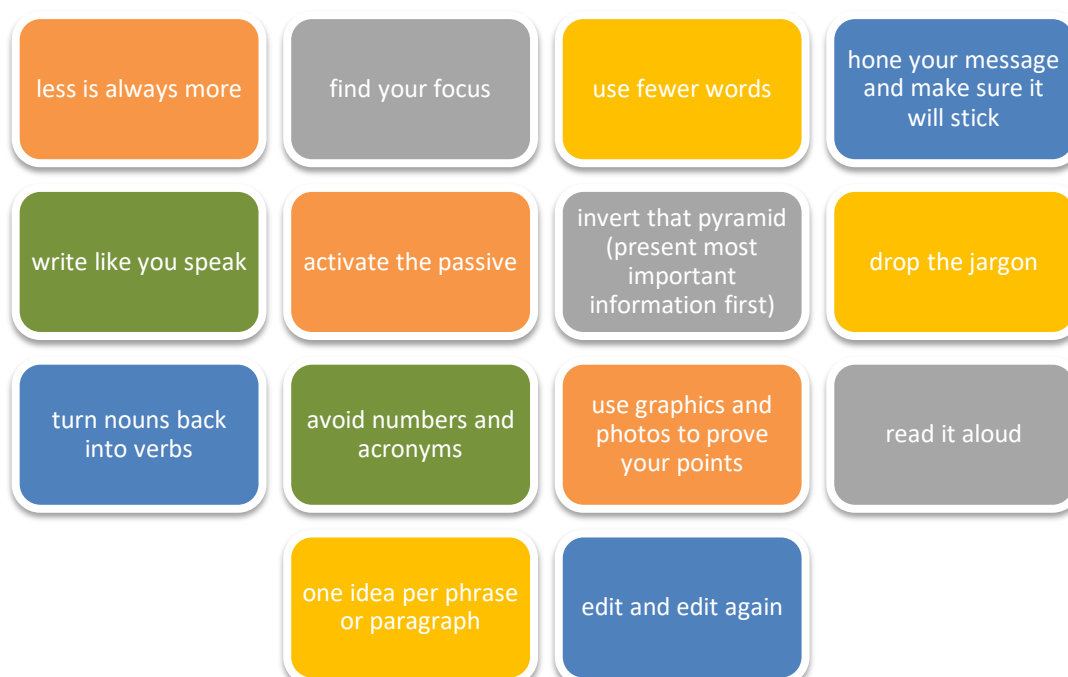 less is always more
find your focus
use fewer words
hone your message
and make sure it
will stick
write like you speak
activate the passive
invert that pyramid
(present most
important
information first)
drop the jargon
turn nouns back
into verbs
avoid numbers and
acronyms
use graphics and
photos to prove
your points
read it aloud
one idea per phrase
or paragraph
edit and edit again